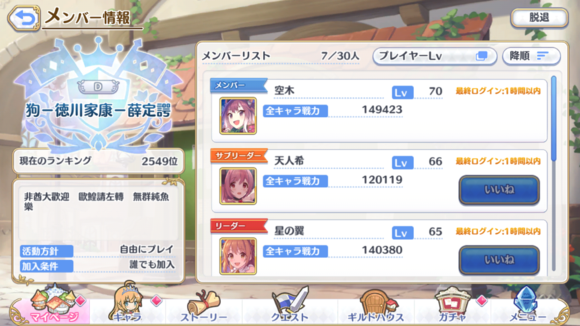 メンバー情報
脱退
D
狗一徳川家康一薛定諤
現在のランキング 2549位
非酋大歡迎 歐鯨請左轉 無群純魚
樂
活動方針 自由にプレイ
加入条件 誰でも加入
メンバーリスト 7/30人 プレイヤーLv 降順
メンバー
空木 Lv 70 最終ログイン:1時間以内
全キャラ戦力 149423
サブリーダー
天人希 Lv 66 最終ログイン:1時間以内
全キャラ戦力 120119
いいね
リーダー
星の翼 Lv 65 最終ログイン:1時間以内
全キャラ戦力 140380
いいね
マイページ キャラ ストーリー クエスト ギルドハウス ガチャ メニュー